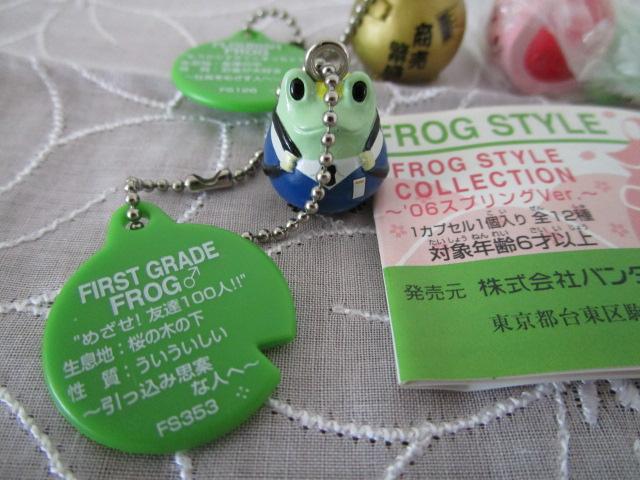 FS126
商売
FIRST GRADE
FROG♂
"めざせ！友達100人!!"
生息地：桜の木の下
性　質：ういういしい
～引っ込み思案
な人へ～
FS353
FROG STYLE
FROG STYLE
COLLECTION
～'06スプリングVer.～
1カプセル1個入り 全12種
対象年齢6才以上
発売元 株式会社バンダ
東京都台東区駒